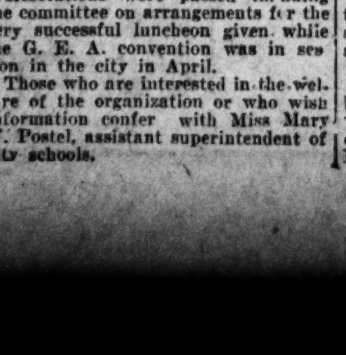 e committee on arrangements for the
ery successful luncheon given while
e G. E. A. convention was in ses
on in the city in April.
Those who are interested in the wel-
re of the organization or who wish
nformation confer with Miss Mary
. Postel, assistant superintendent of
ty schools.